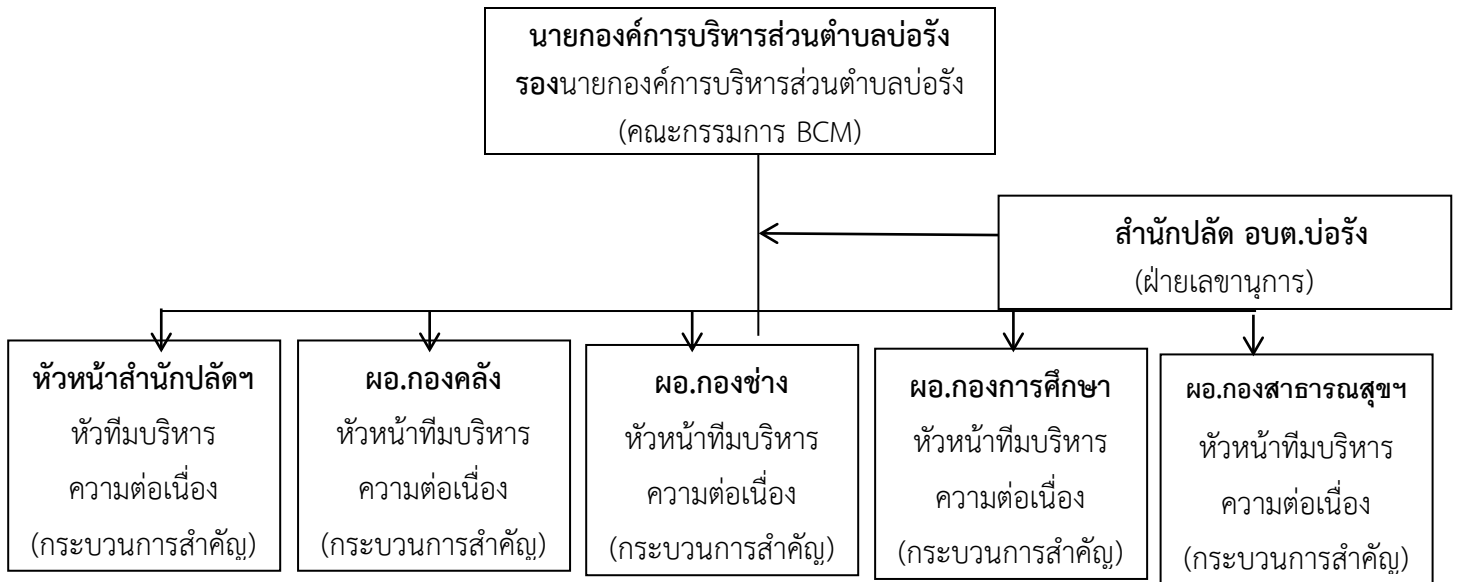 นายกองค์การบริหารส่วนตำบลบ่อรัง
รองนายกองค์การบริหารส่วนตำบลบ่อรัง
(คณะกรรมการ BCM)
สำนักปลัด อบต.บ่อรัง
(ฝ่ายเลขานุการ)
หัวหน้าสำนักปลัดฯ
หัวทีมบริหาร
ความต่อเนื่อง
(กระบวนการสำคัญ)
ผอ.กองคลัง
หัวหน้าทีมบริหาร
ความต่อเนื่อง
(กระบวนการสำคัญ)
ผอ.กองช่าง
หัวหน้าทีมบริหาร
ความต่อเนื่อง
(กระบวนการสำคัญ)
ผอ.กองการศึกษา
หัวหน้าทีมบริหาร
ความต่อเนื่อง
(กระบวนการสำคัญ)
ผอ.กองสาธารณสุขฯ
หัวหน้าทีมบริหาร
ความต่อเนื่อง
(กระบวนการสำคัญ)